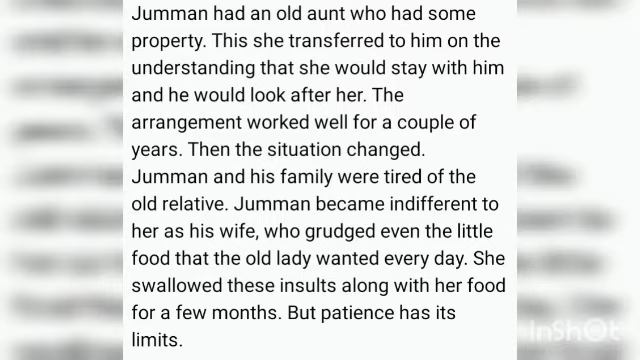 Jumman had an old aunt who had some
property. This she transferred to him on the
understanding that she would stay with him
and he would look after her. The
arrangement worked well for a couple of
years. Then the situation changed.
Jumman and his family were tired of the
old relative. Jumman became indifferent to
her as his wife, who grudged even the little
food that the old lady wanted every day. She
swallowed these insults along with her food
for a few months. But patience has its
limits.
InShOt